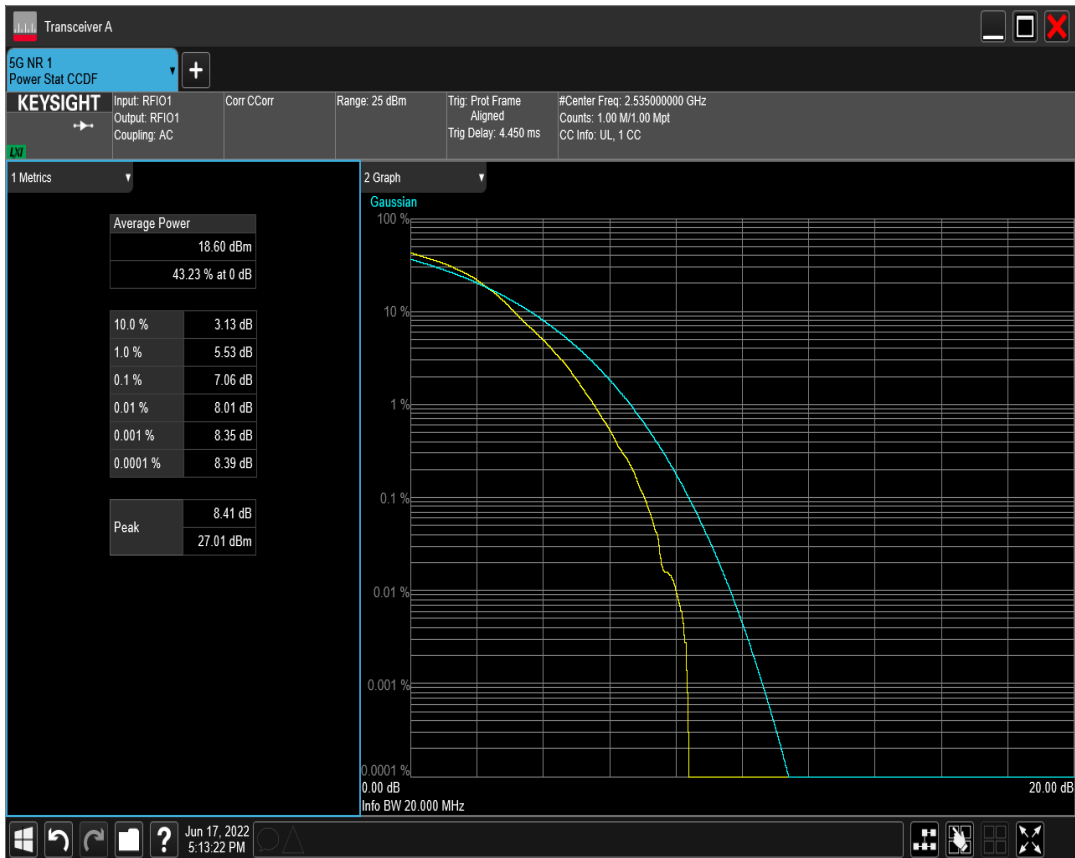 Transceiver A
5G NR 1
Power Stat CCDF
+
KEYSIGHT
LXI
Input: RFIO1
Output: RFIO1
Coupling: AC
Corr CCorr
Range: 25 dBm
Trig: Prot Frame
Aligned
Trig Delay: 4.450 ms
#Center Freq: 2.535000000 GHz
Counts: 1.00 M/1.00 Mpt
CC Info: UL, 1 CC
1 Metrics
Average Power
18.60 dBm
43.23 % at 0 dB
10.0 % 3.13 dB
1.0 % 5.53 dB
0.1 % 7.06 dB
0.01 % 8.01 dB
0.001 % 8.35 dB
0.0001 % 8.39 dB
Peak
8.41 dB
27.01 dBm
2 Graph
Gaussian
100 %
10 %
1 %
0.1 %
0.01 %
0.001 %
0.0001 %
0.00 dB 20.00 dB
Info BW 20.000 MHz
?
Jun 17, 2022
5:13:22 PM